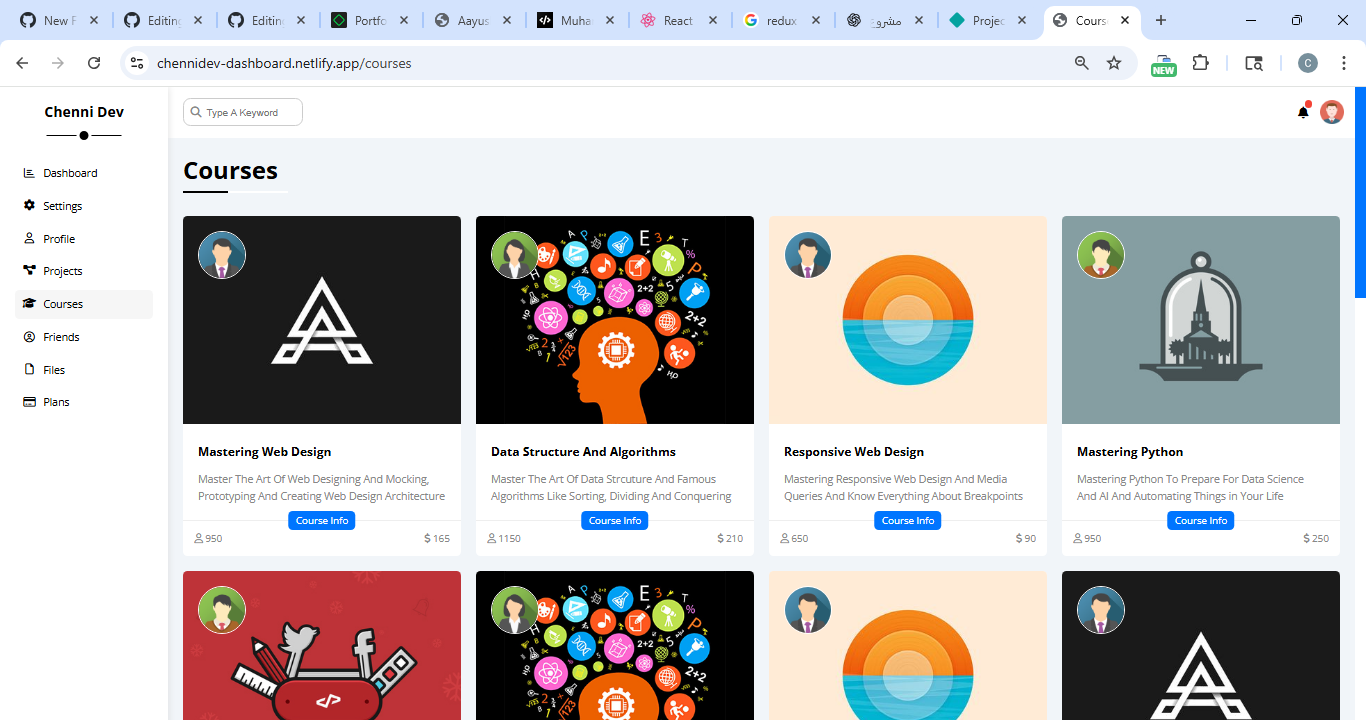 New F
Editing
Editing
Portfo
Aayus
Muhar
React
redux
مشروع
Projec
Cours
chennidev-dashboard.netlify.app/courses
NEW
C
Chenni Dev
Type A Keyword
Dashboard
Settings
Profile
Projects
Courses
Friends
Files
Plans
Courses
Mastering Web Design
Master The Art Of Web Designing And Mocking,
Prototyping And Creating Web Design Architecture
Course Info
950
$ 165
Data Structure And Algorithms
Master The Art Of Data Strcuture And Famous
Algorithms Like Sorting, Dividing And Conquering
Course Info
1150
$ 210
Responsive Web Design
Mastering Responsive Web Design And Media
Queries And Know Everything About Breakpoints
Course Info
650
$ 90
Mastering Python
Mastering Python To Prepare For Data Science
And AI And Automating Things in Your Life
Course Info
950
$ 250